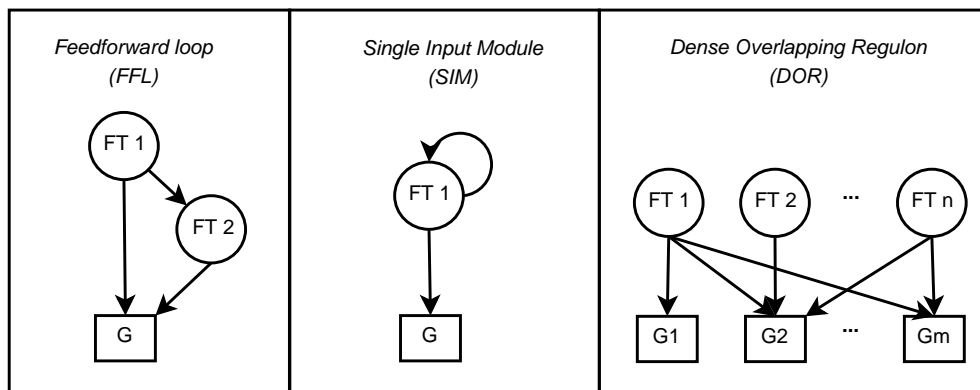 Feedforward loop
(FFL)
FT 1
FT 2
G
Single Input Module
(SIM)
FT 1
G
Dense Overlapping Regulon
(DOR)
FT 1 FT 2 ... FT n
G1 G2 ... Gm